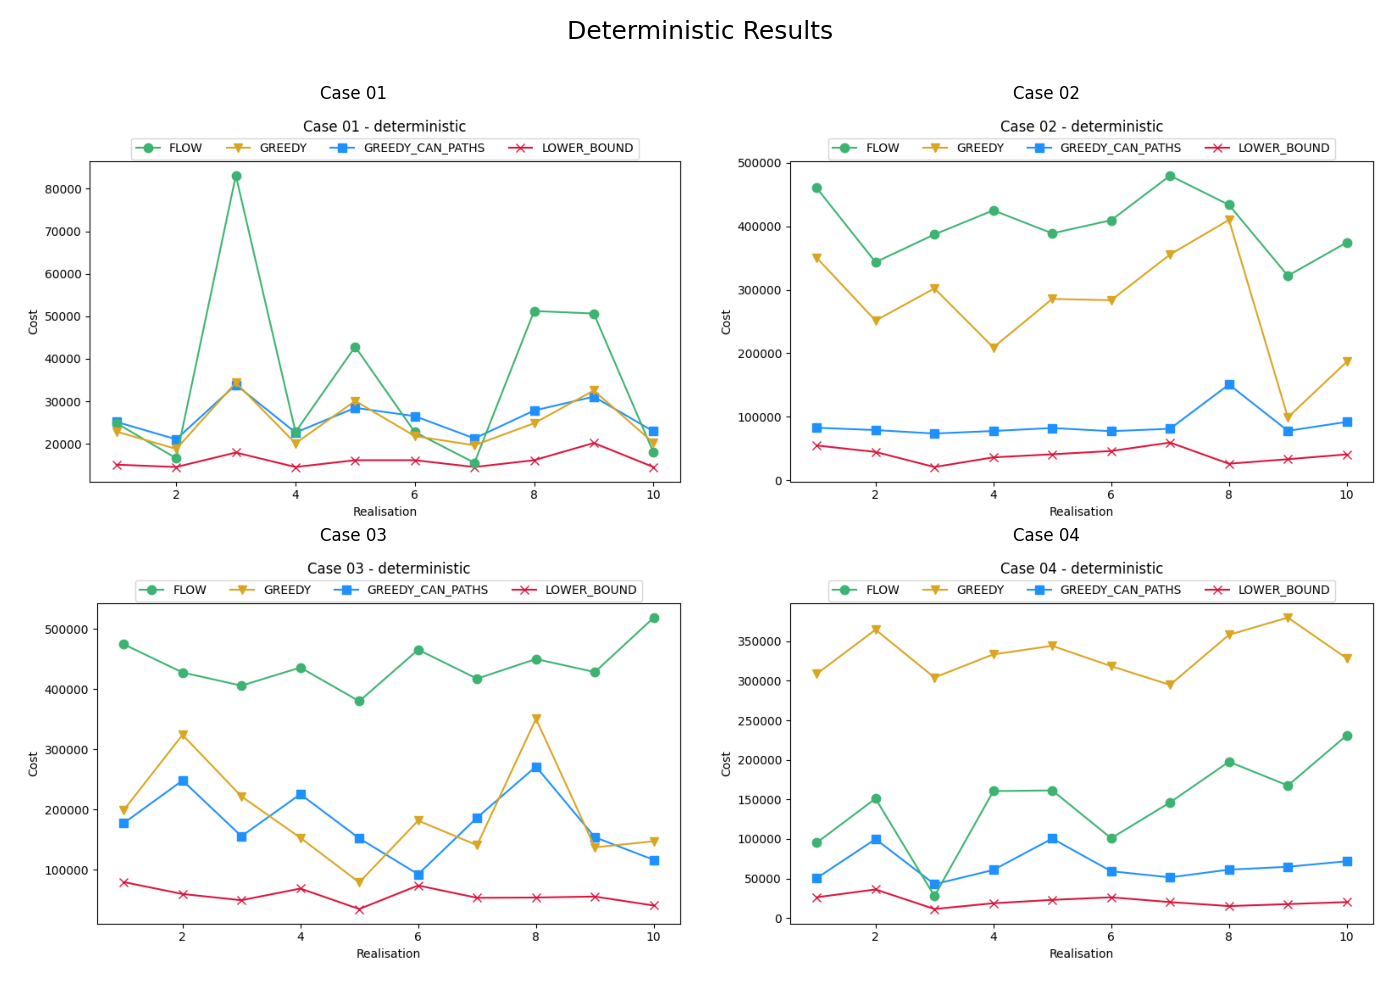 Deterministic Results
Case 01
Case 01 - deterministic
FLOW GREEDY GREEDY_CAN_PATHS LOWER_BOUND
80000
70000
60000
50000
40000
30000
20000
Cost
2 4 6 8 10
Realisation
Case 02
Case 02 - deterministic
FLOW GREEDY GREEDY_CAN_PATHS LOWER_BOUND
500000
400000
300000
200000
100000
0
Cost
2 4 6 8 10
Realisation
Case 03
Case 03 - deterministic
FLOW GREEDY GREEDY_CAN_PATHS LOWER_BOUND
500000
400000
300000
200000
100000
Cost
2 4 6 8 10
Realisation
Case 04
Case 04 - deterministic
FLOW GREEDY GREEDY_CAN_PATHS LOWER_BOUND
350000
300000
250000
200000
150000
100000
50000
0
Cost
2 4 6 8 10
Realisation